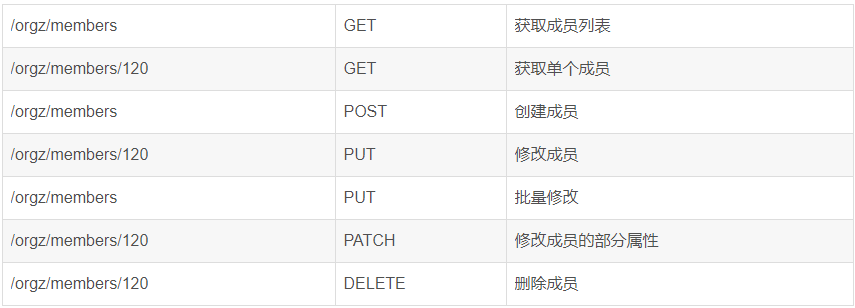 /orgz/members GET 获取成员列表
/orgz/members/120 GET 获取单个成员
/orgz/members POST 创建成员
/orgz/members/120 PUT 修改成员
/orgz/members PUT 批量修改
/orgz/members/120 PATCH 修改成员的部分属性
/orgz/members/120 DELETE 删除成员